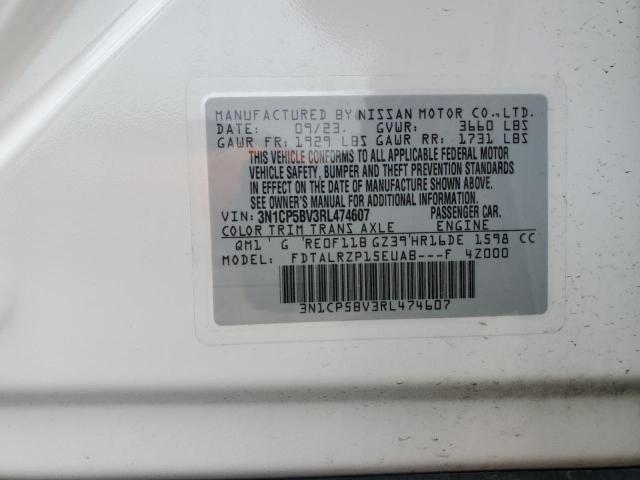 MANUFACTURED BY NISSAN MOTOR CO., LTD.
DATE: 09/23 GVWR: 3660 LBS
GAWR FR: 1929 LBS GAWR RR: 1731 LBS
THIS VEHICLE CONFORMS TO ALL APPLICABLE FEDERAL MOTOR
VEHICLE SAFETY, BUMPER AND THEFT PREVENTION STANDARDS
IN EFFECT ON THE DATE OF MANUFACTURE SHOWN ABOVE.
SEE OWNER'S MANUAL FOR ADDITIONAL INFORMATION.
VIN: 3N1CP5BV3RL474607 PASSENGER CAR.
COLOR TRIM TRANS AXLE ENGINE
QM1 G RE0F11B GZ39 HR16DE 1598 CC
MODEL: FDTALRZP15EUAB---F 4Z000
3N1CP5BV3RL474607